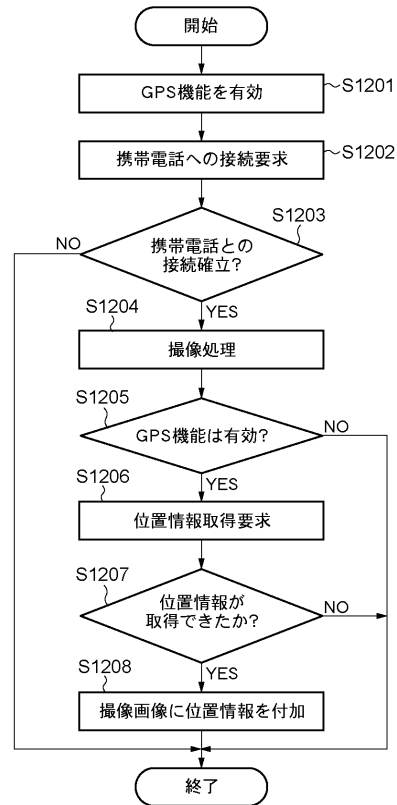 開始
GPS機能を有効
S1201
携帯電話への接続要求
S1202
S1203
携帯電話との
接続確立?
NO
YES
S1204
撮像処理
S1205
GPS機能は有効?
NO
YES
S1206
位置情報取得要求
S1207
位置情報が
取得できたか?
NO
YES
S1208
撮像画像に位置情報を付加
終了